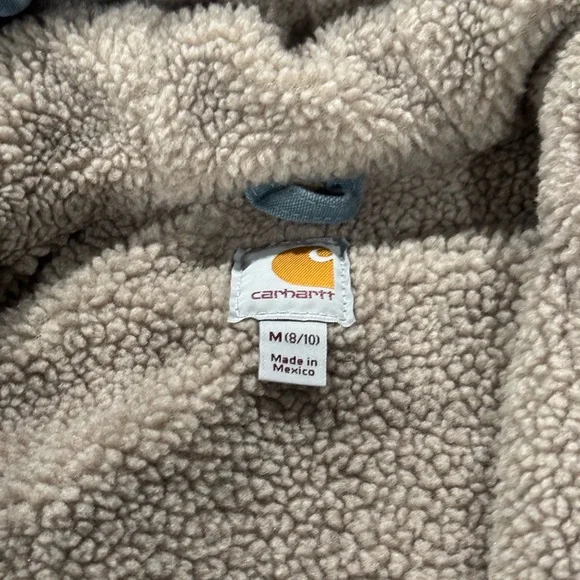 carhartt
M (8/10)
Made in
Mexico